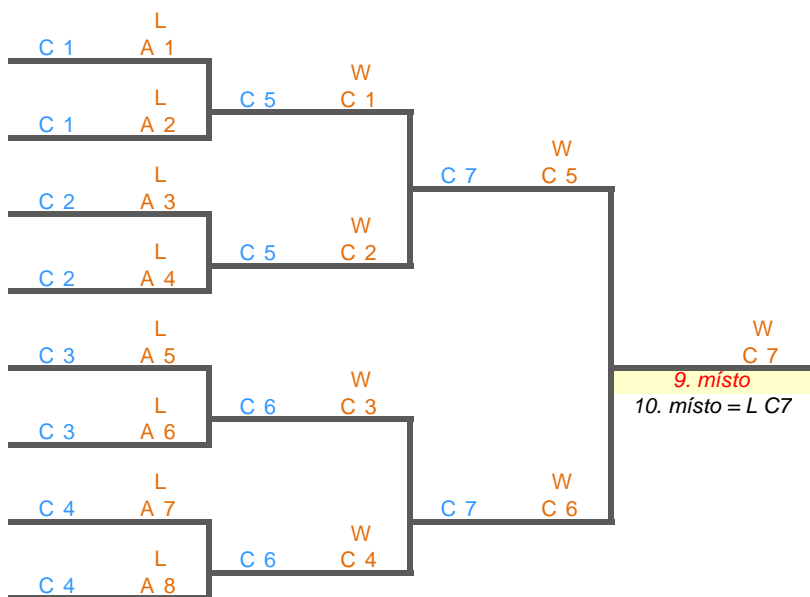 L
C 1 A 1
W
L
C 5 C 1
C 1 A 2
W
L
C 7 C 5
C 2 A 3
W
L
C 5 C 2
C 2 A 4
L
W
C 3 A 5
C 7
9. místo
W
L
C 6 C 3
10. místo = L C7
C 3 A 6
W
L
C 4 A 7
C 7 C 6
W
L
C 6 C 4
C 4 A 8